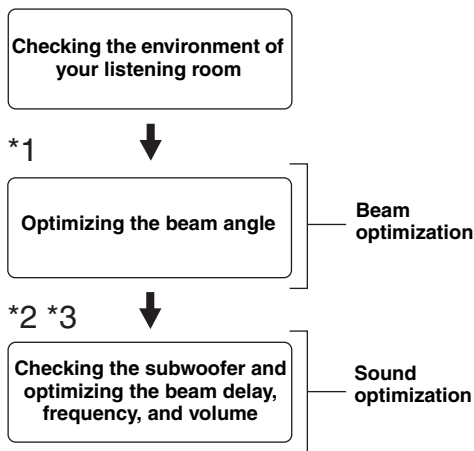 Checking the environment of
your listening room
*1
Optimizing the beam angle
Beam
optimization
*2 *3
Checking the subwoofer and
optimizing the beam delay,
frequency, and volume
Sound
optimization